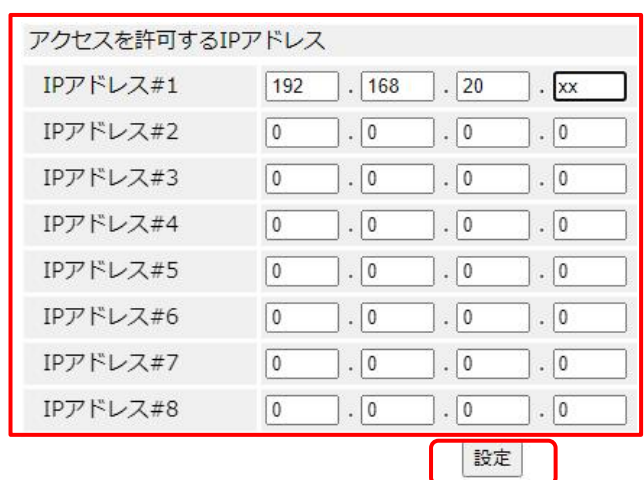 アクセスを許可するIPアドレス
IPアドレス#1 192 . 168 . 20 . xx
IPアドレス#2 0 . 0 . 0 . 0
IPアドレス#3 0 . 0 . 0 . 0
IPアドレス#4 0 . 0 . 0 . 0
IPアドレス#5 0 . 0 . 0 . 0
IPアドレス#6 0 . 0 . 0 . 0
IPアドレス#7 0 . 0 . 0 . 0
IPアドレス#8 0 . 0 . 0 . 0
設定